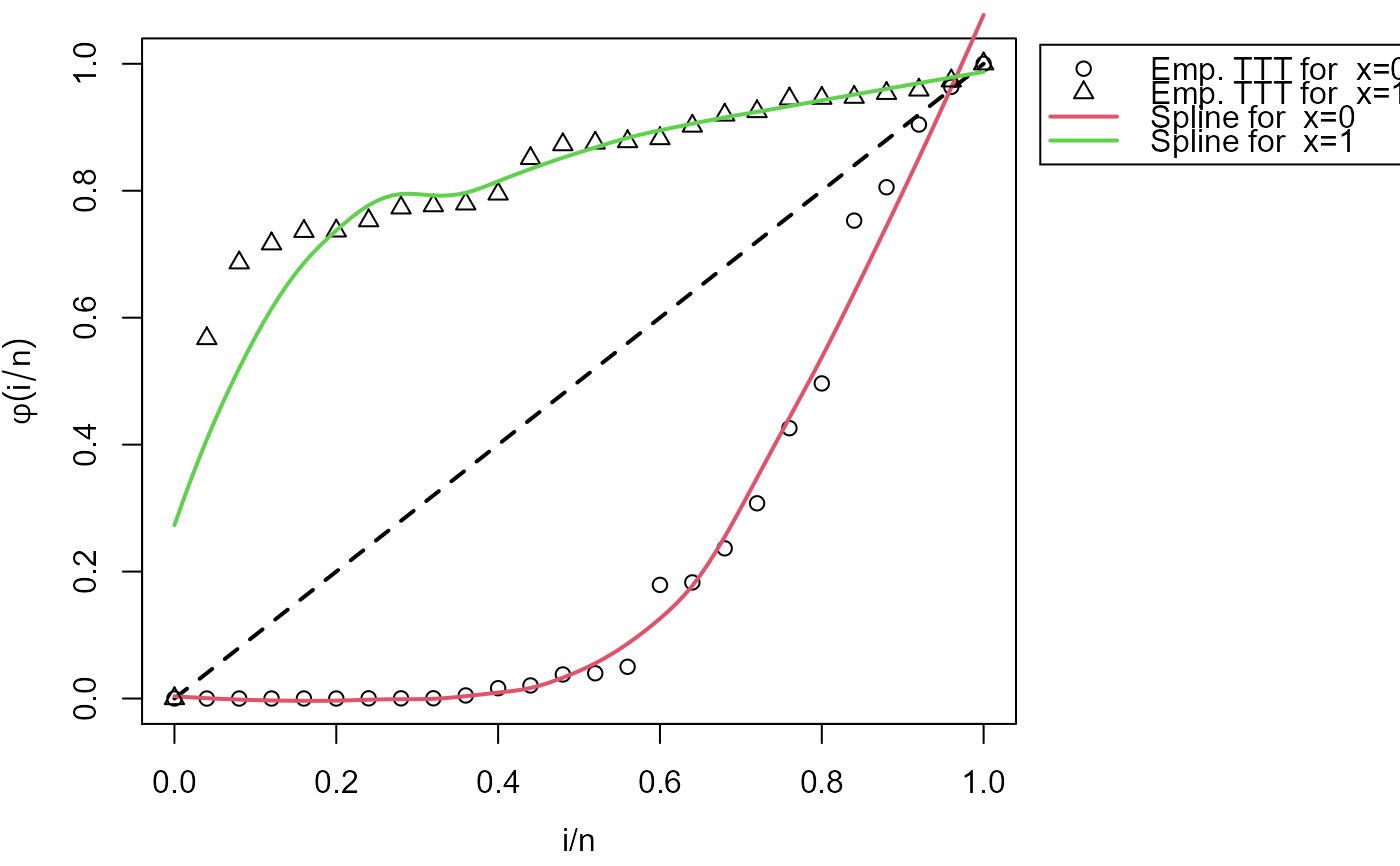 Emp. TTT for x=0
Emp. TTT for x=1
Spline for x=0
Spline for x=1
φ(i/n)
1.0
0.8
0.6
0.4
0.2
0.0
0.0 0.2 0.4 0.6 0.8 1.0
i/n